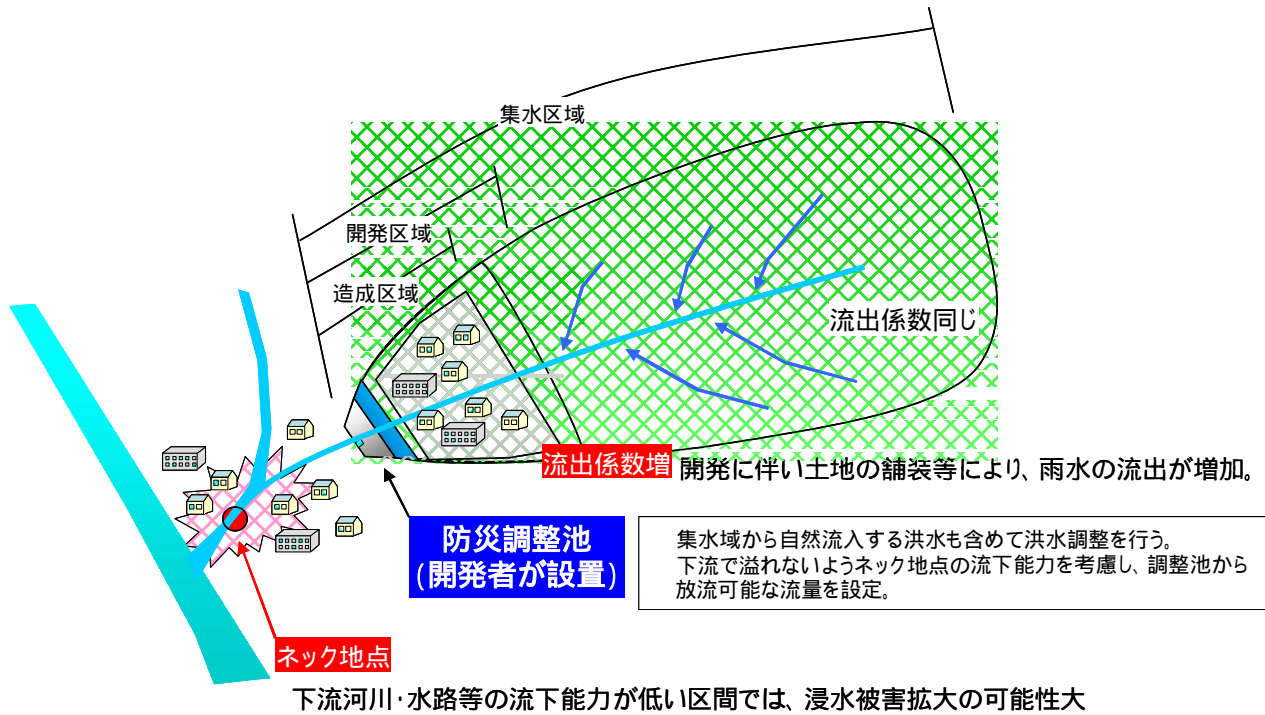 集水区域
開発区域
造成区域
流出係数同じ
流出係数増
開発に伴い土地の舗装等により、雨水の流出が増加。
防災調整池
(開発者が設置)
集水域から自然流入する洪水も含めて洪水調整を行う。
下流で溢れないようネック地点の流下能力を考慮し、調整池から
放流可能な流量を設定。
ネック地点
下流河川・水路等の流下能力が低い区間では、浸水被害拡大の可能性大